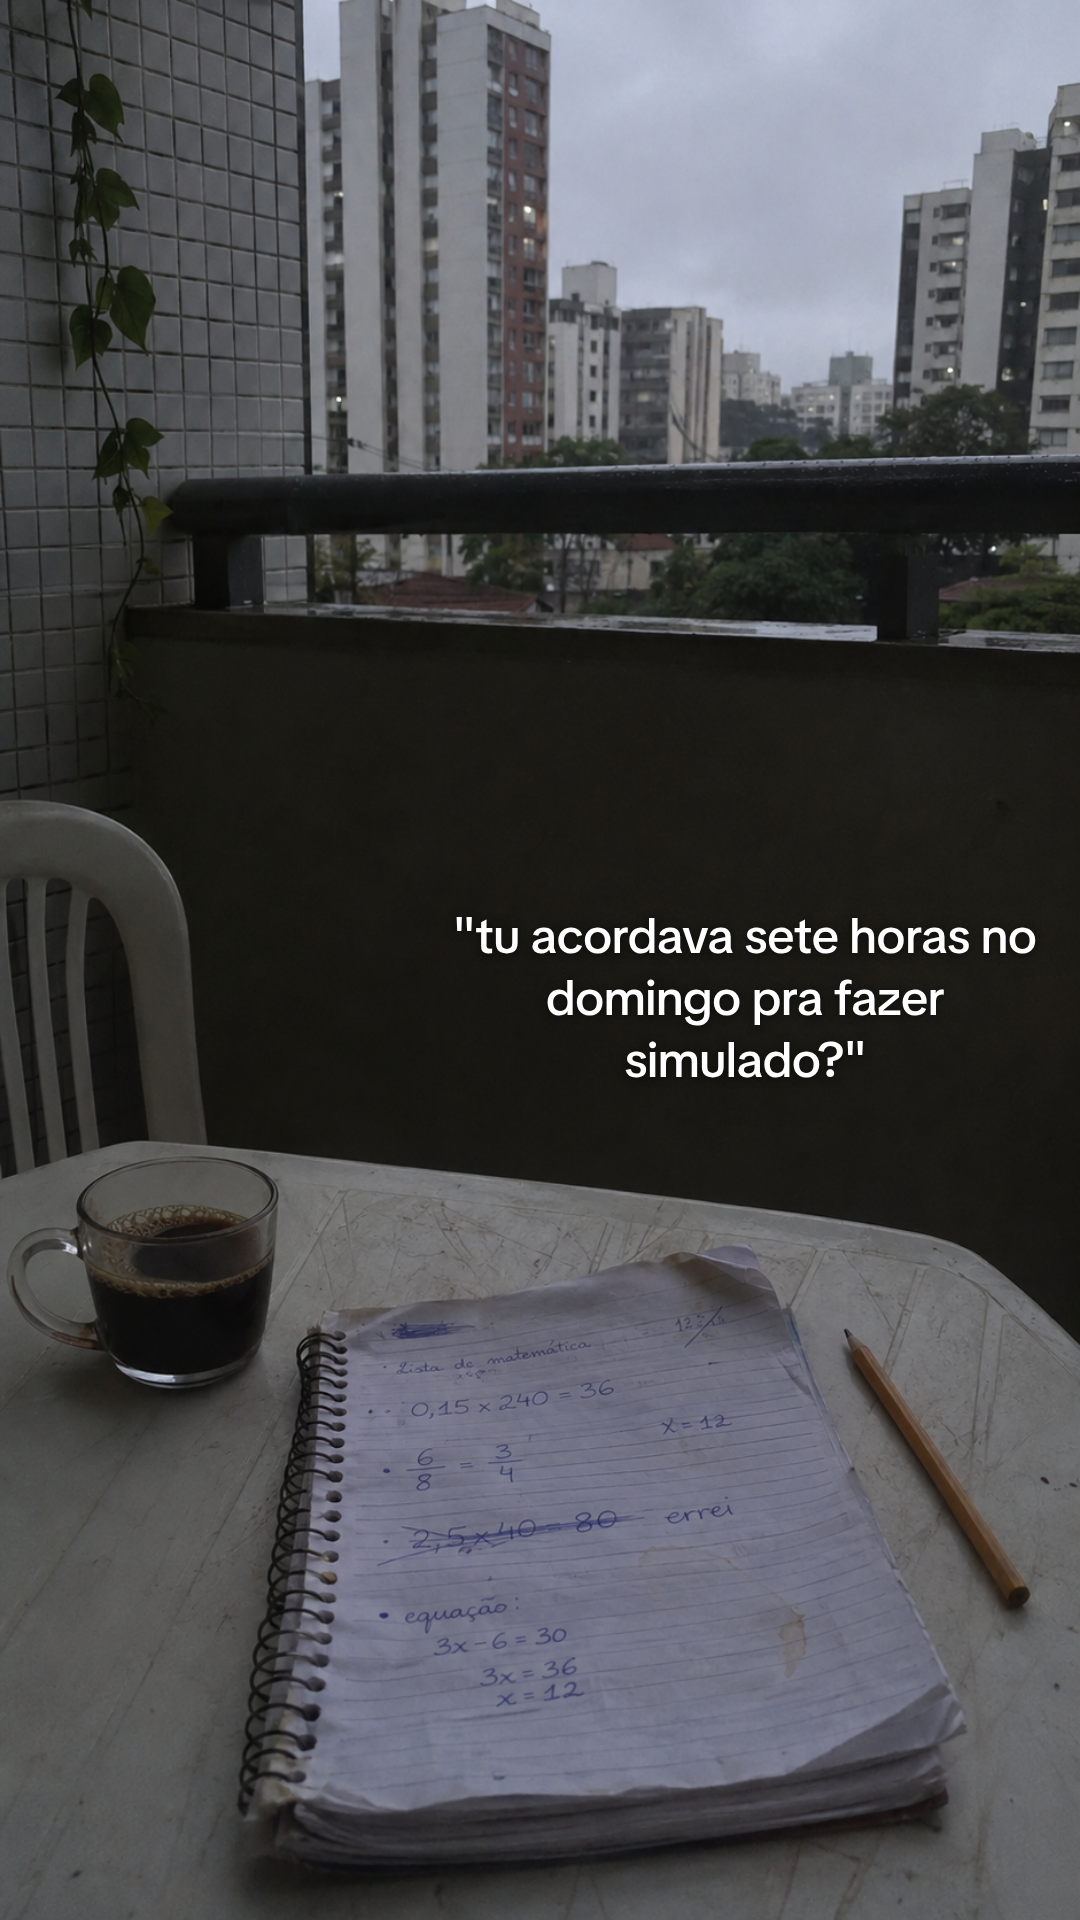 "tu acordava sete horas no
domingo pra fazer
simulado?"
· Lista de matemática
0,15 x 240 = 36
x = 12
• 6/8 = 3/4
· 2,5 x 40 = 80 errei
• equação:
3x - 6 = 30
3x = 36
x = 12